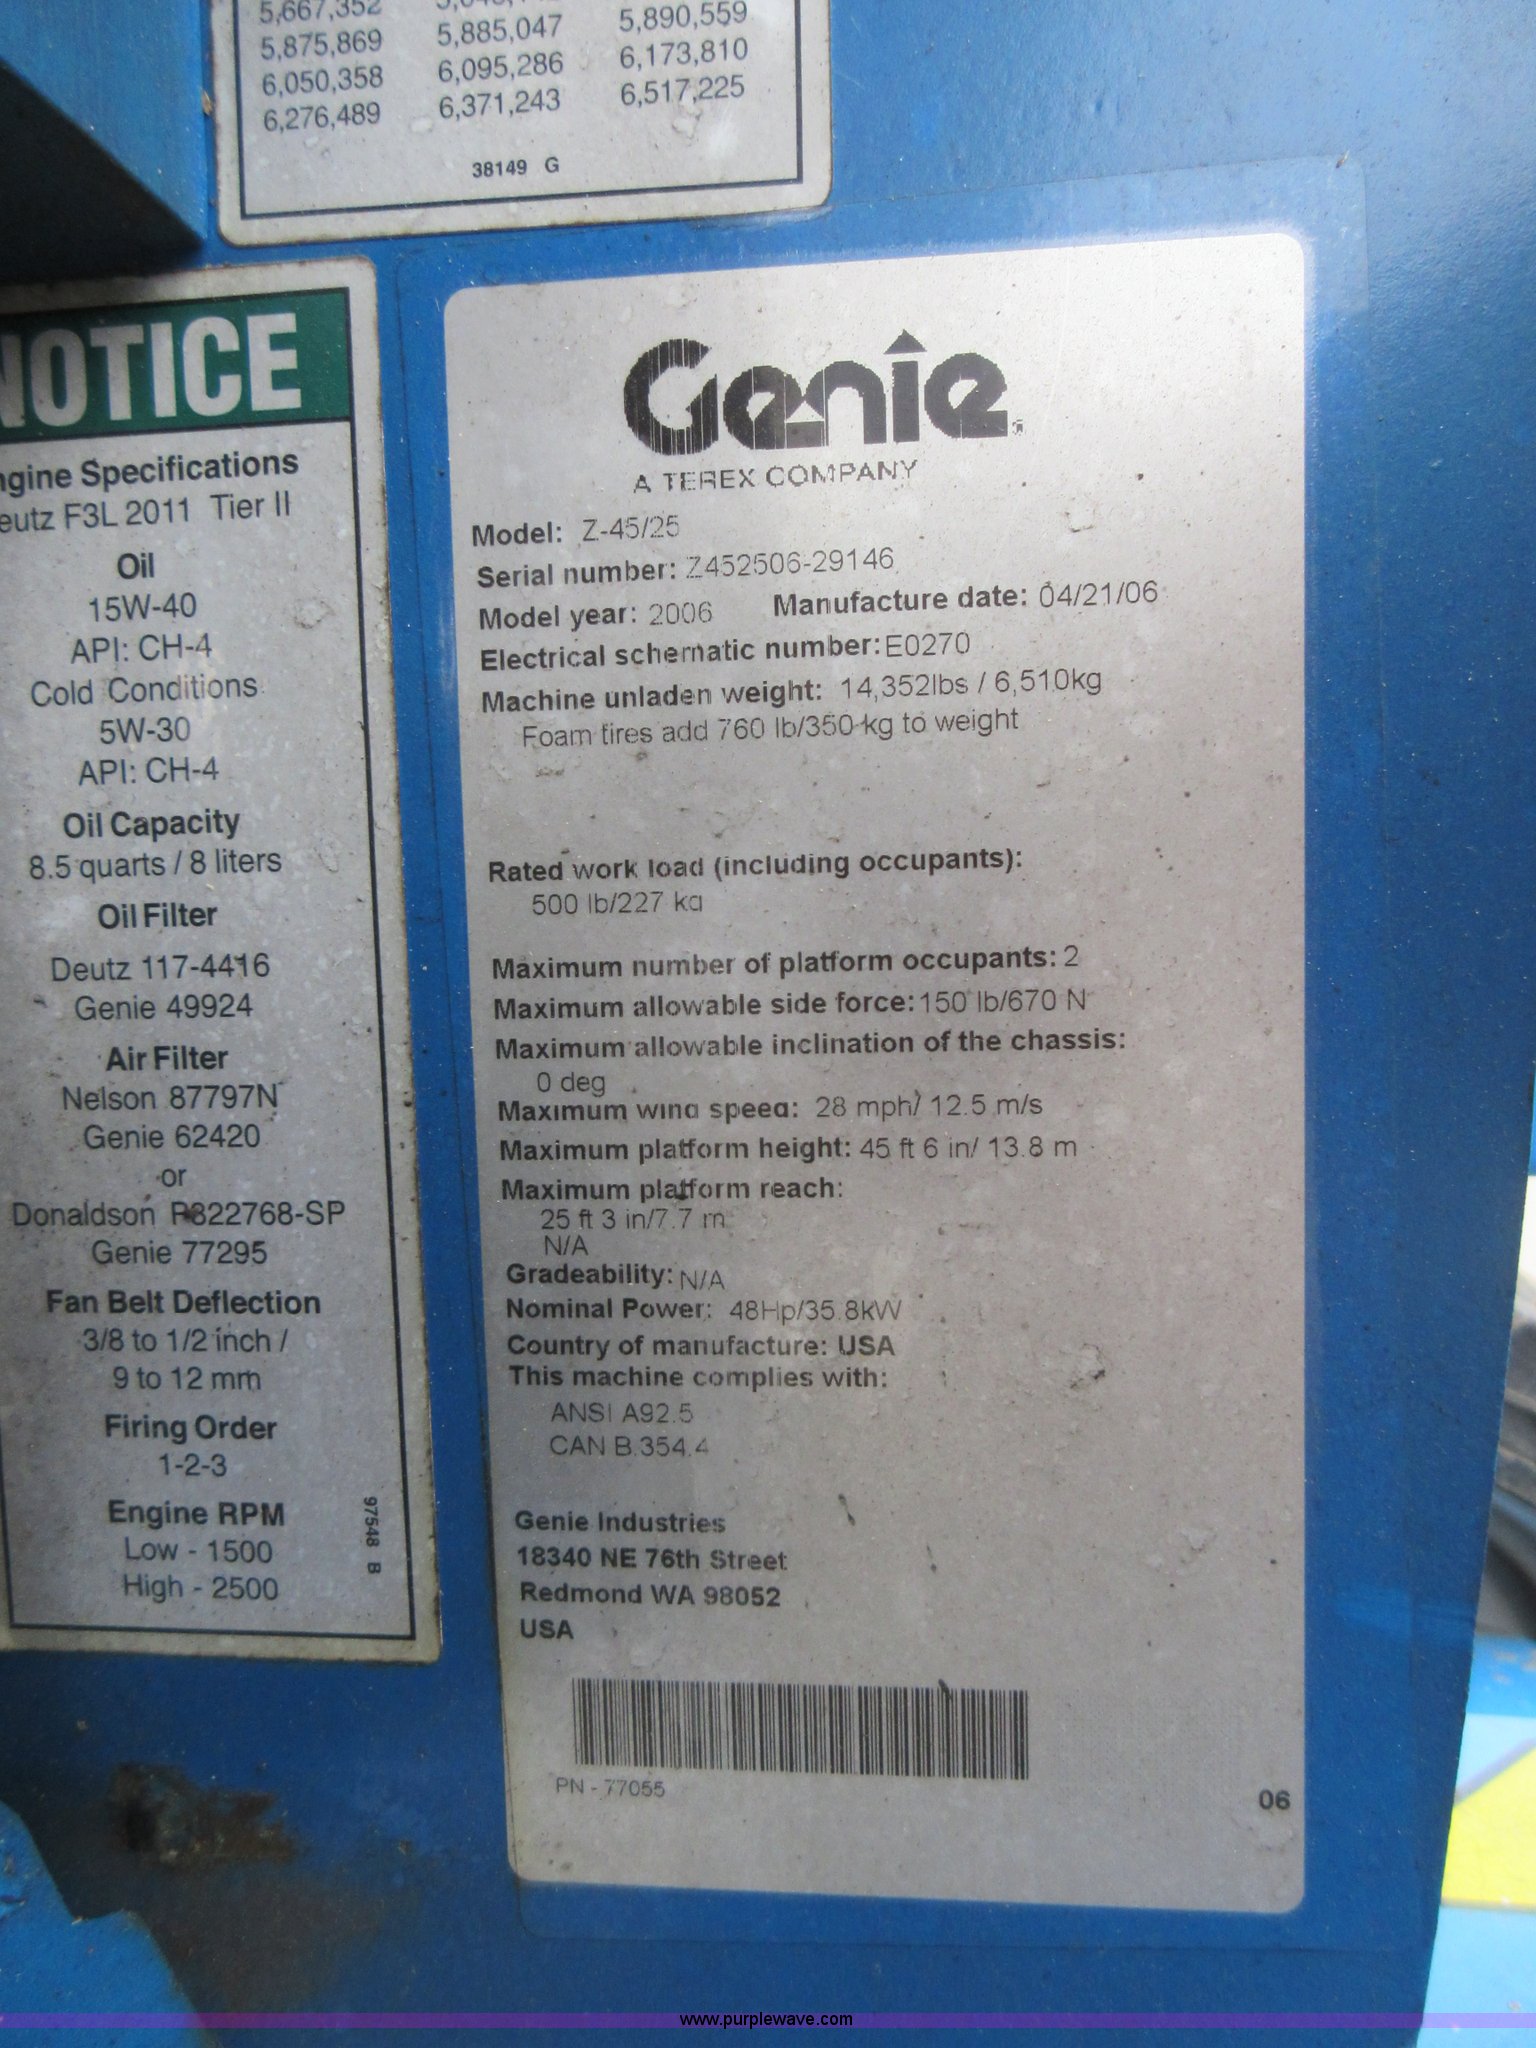 5,667,352
5,875,869 5,885,047 5,890,559
6,050,358 6,095,286 6,173,810
6,276,489 6,371,243 6,517,225
38149 G
NOTICE
ngine Specifications
eutz F3L 2011 Tier II
Oil
15W-40
API: CH-4
Cold Conditions
5W-30
API: CH-4
Oil Capacity
8.5 quarts / 8 liters
Oil Filter
Deutz 117-4416
Genie 49924
Air Filter
Nelson 87797N
Genie 62420
or
Donaldson P822768-SP
Genie 77295
Fan Belt Deflection
3/8 to 1/2 inch /
9 to 12 mm
Firing Order
1-2-3
Engine RPM
Low - 1500
High - 2500
97548 B
Genie
A TEREX COMPANY
Model: Z-45/25
Serial number: Z452506-29146
Model year: 2006 Manufacture date: 04/21/06
Electrical schematic number: E0270
Machine unladen weight: 14,352lbs / 6,510kg
Foam tires add 760 lb/350 kg to weight
Rated work load (including occupants):
500 lb/227 kg
Maximum number of platform occupants: 2
Maximum allowable side force: 150 lb/670 N
Maximum allowable inclination of the chassis:
0 deg
Maximum wind speed: 28 mph/ 12.5 m/s
Maximum platform height: 45 ft 6 in/ 13.8 m
Maximum platform reach:
25 ft 3 in/7.7 m
N/A
Gradeability: N/A
Nominal Power: 48Hp/35.8kW
Country of manufacture: USA
This machine complies with:
ANSI A92.5
CAN B.354.4
Genie Industries
18340 NE 76th Street
Redmond WA 98052
USA
PN - 77055
06
www.purplewave.com